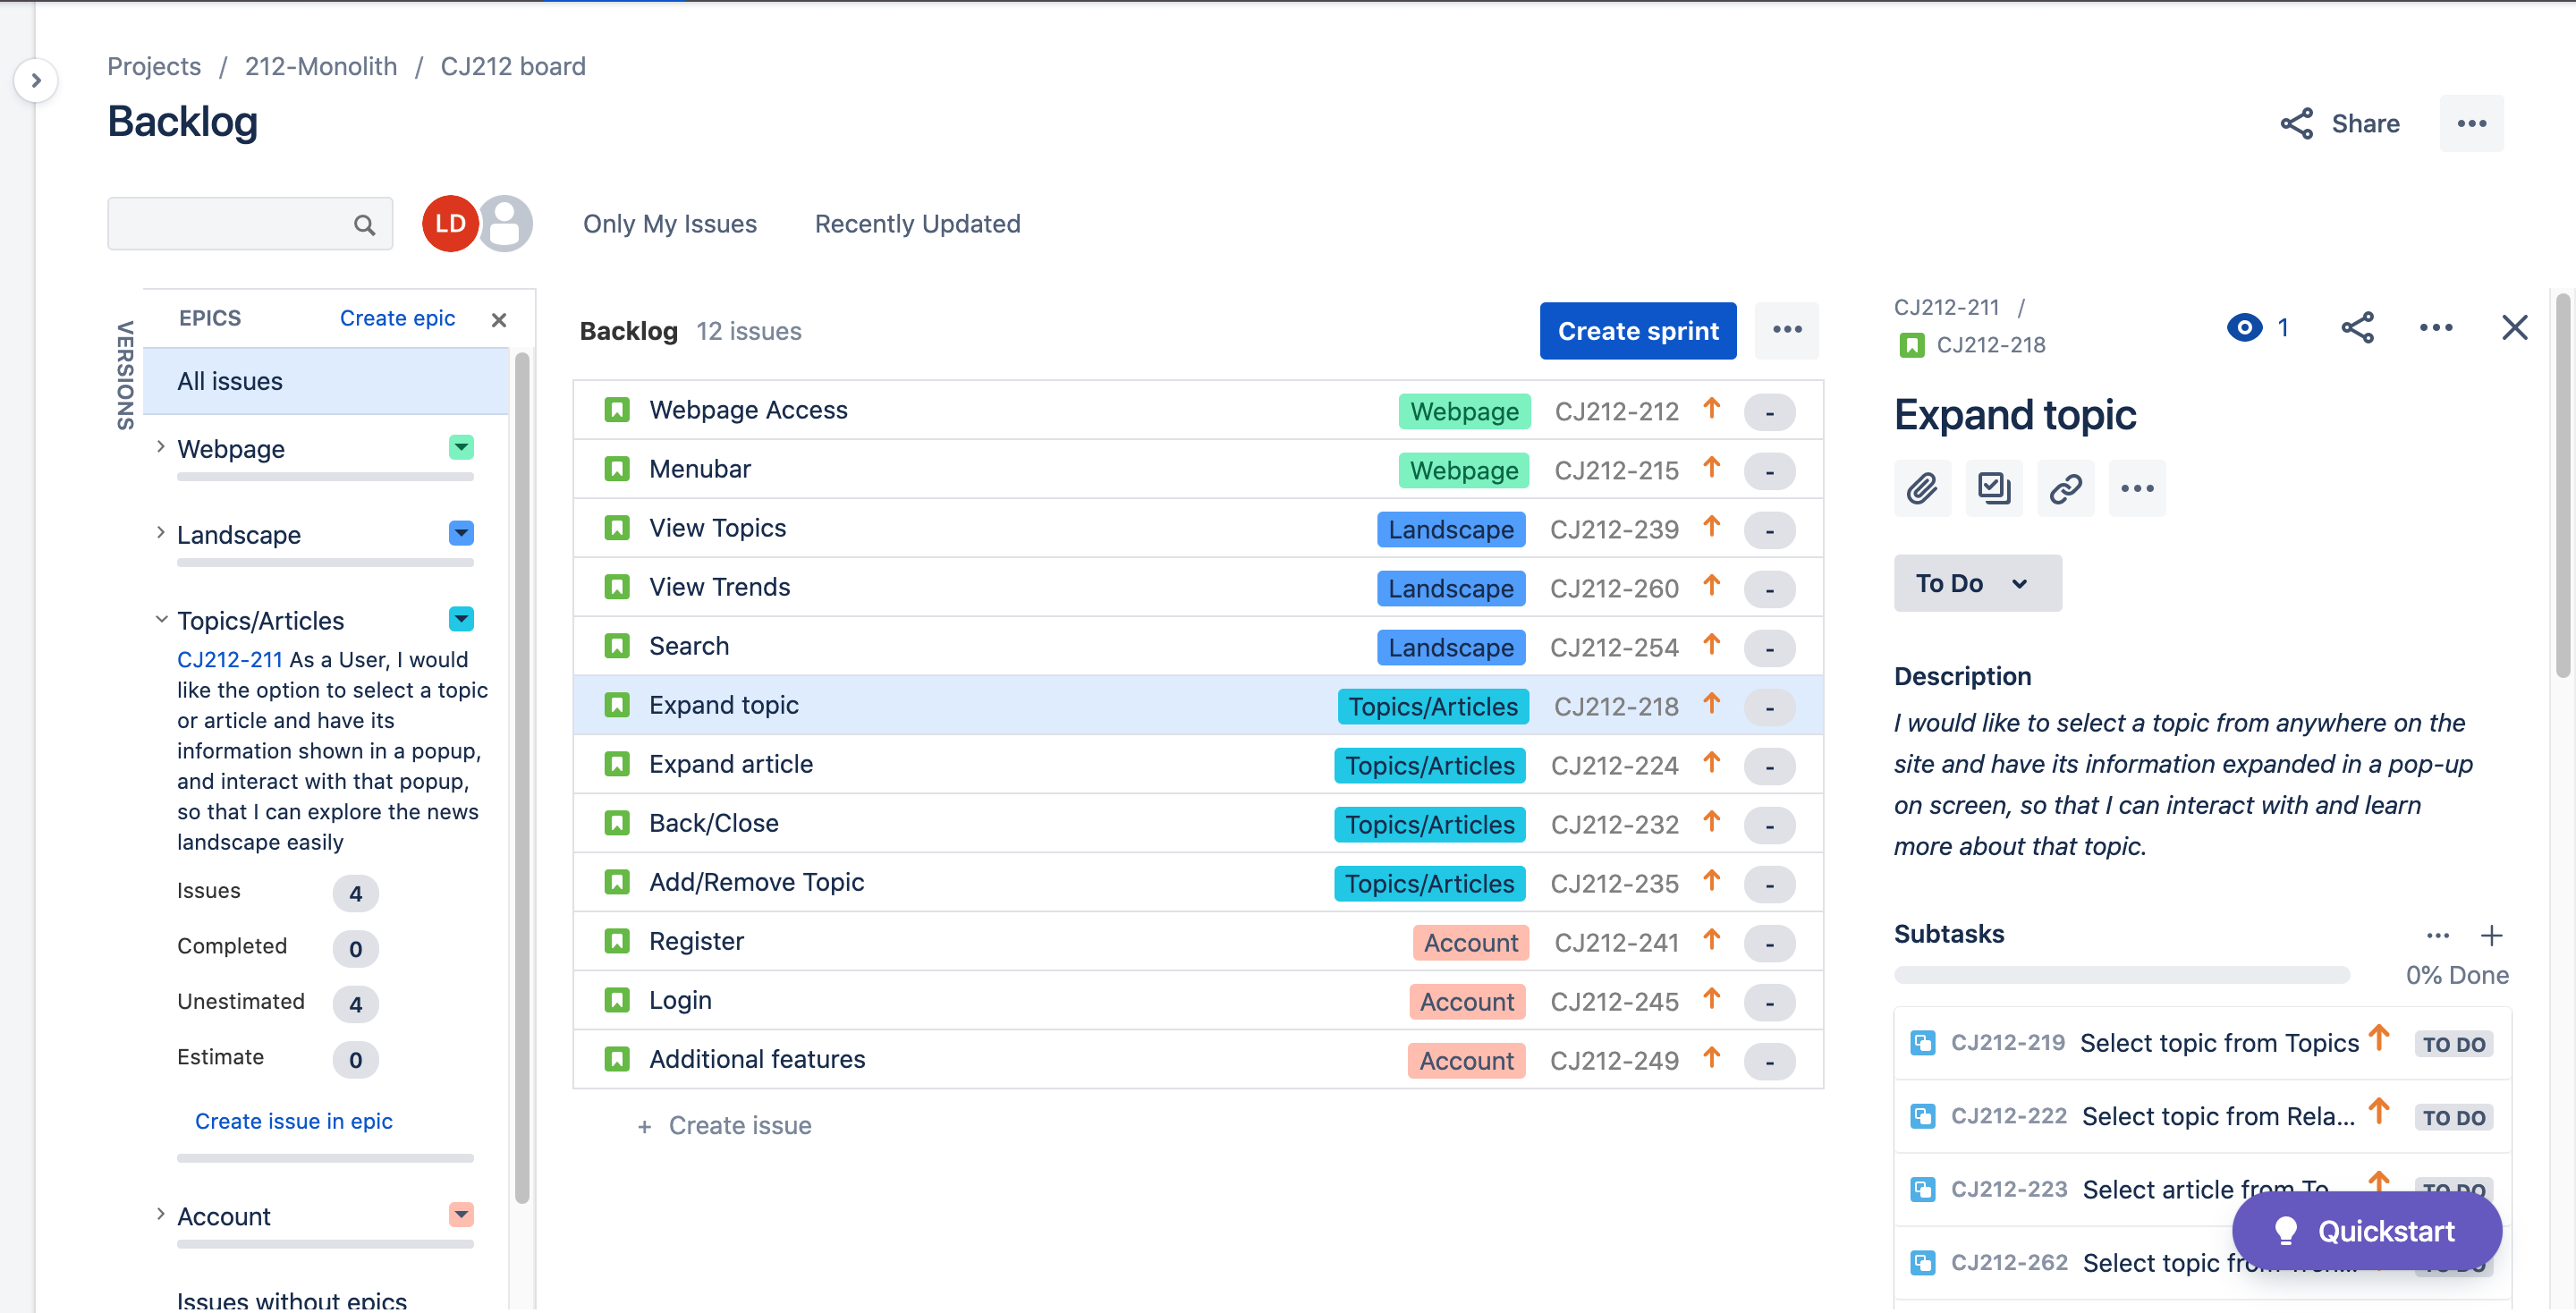 Projects / 212-Monolith / CJ212 board
Backlog
Share
LD
Only My Issues
Recently Updated
VERSIONS
EPICS
Create epic
All issues
Webpage
Landscape
Topics/Articles
CJ212-211 As a User, I would
like the option to select a topic
or article and have its
information shown in a popup,
and interact with that popup,
so that I can explore the news
landscape easily
Issues 4
Completed 0
Unestimated 4
Estimate 0
Create issue in epic
Account
Issues without epics
Backlog 12 issues
Create sprint
Webpage Access Webpage CJ212-212 -
Menubar Webpage CJ212-215 -
View Topics Landscape CJ212-239 -
View Trends Landscape CJ212-260 -
Search Landscape CJ212-254 -
Expand topic Topics/Articles CJ212-218 -
Expand article Topics/Articles CJ212-224 -
Back/Close Topics/Articles CJ212-232 -
Add/Remove Topic Topics/Articles CJ212-235 -
Register Account CJ212-241 -
Login Account CJ212-245 -
Additional features Account CJ212-249 -
+ Create issue
CJ212-211 /
CJ212-218
1
Expand topic
To Do
Description
I would like to select a topic from anywhere on the
site and have its information expanded in a pop-up
on screen, so that I can interact with and learn
more about that topic.
Subtasks
0% Done
CJ212-219 Select topic from Topics TO DO
CJ212-222 Select topic from Rela... TO DO
CJ212-223 Select article from To TO DO
CJ212-262 Select topic TO DO
Quickstart